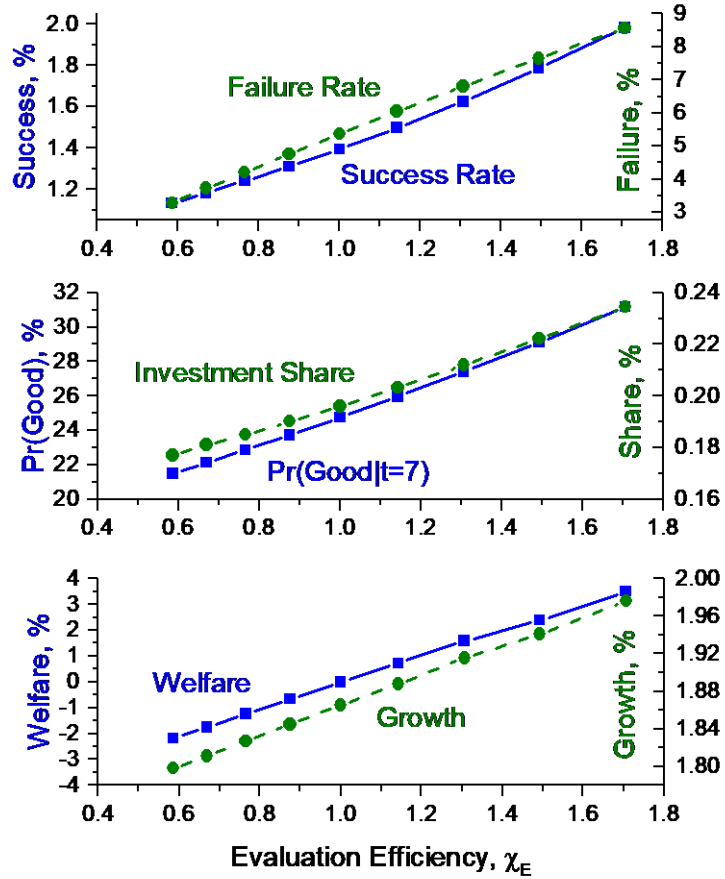 Success, %
2.0
1.8
1.6
1.4
1.2
Failure Rate
Success Rate
9
8
7
6
5
4
3
Failure, %
0.4 0.6 0.8 1.0 1.2 1.4 1.6 1.8
Pr(Good), %
32
30
28
26
24
22
20
Investment Share
Pr(Good|t=7)
0.24
0.22
0.20
0.18
0.16
Share, %
0.4 0.6 0.8 1.0 1.2 1.4 1.6 1.8
Welfare, %
4
3
2
1
0
-1
-2
-3
-4
Welfare
Growth
2.00
1.96
1.92
1.88
1.84
1.80
Growth, %
0.4 0.6 0.8 1.0 1.2 1.4 1.6 1.8
Evaluation Efficiency, χ_E